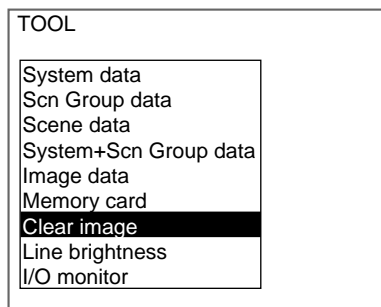 TOOL
System data
Scn Group data
Scene data
System+Scn Group data
Image data
Memory card
Clear image
Line brightness
I/O monitor